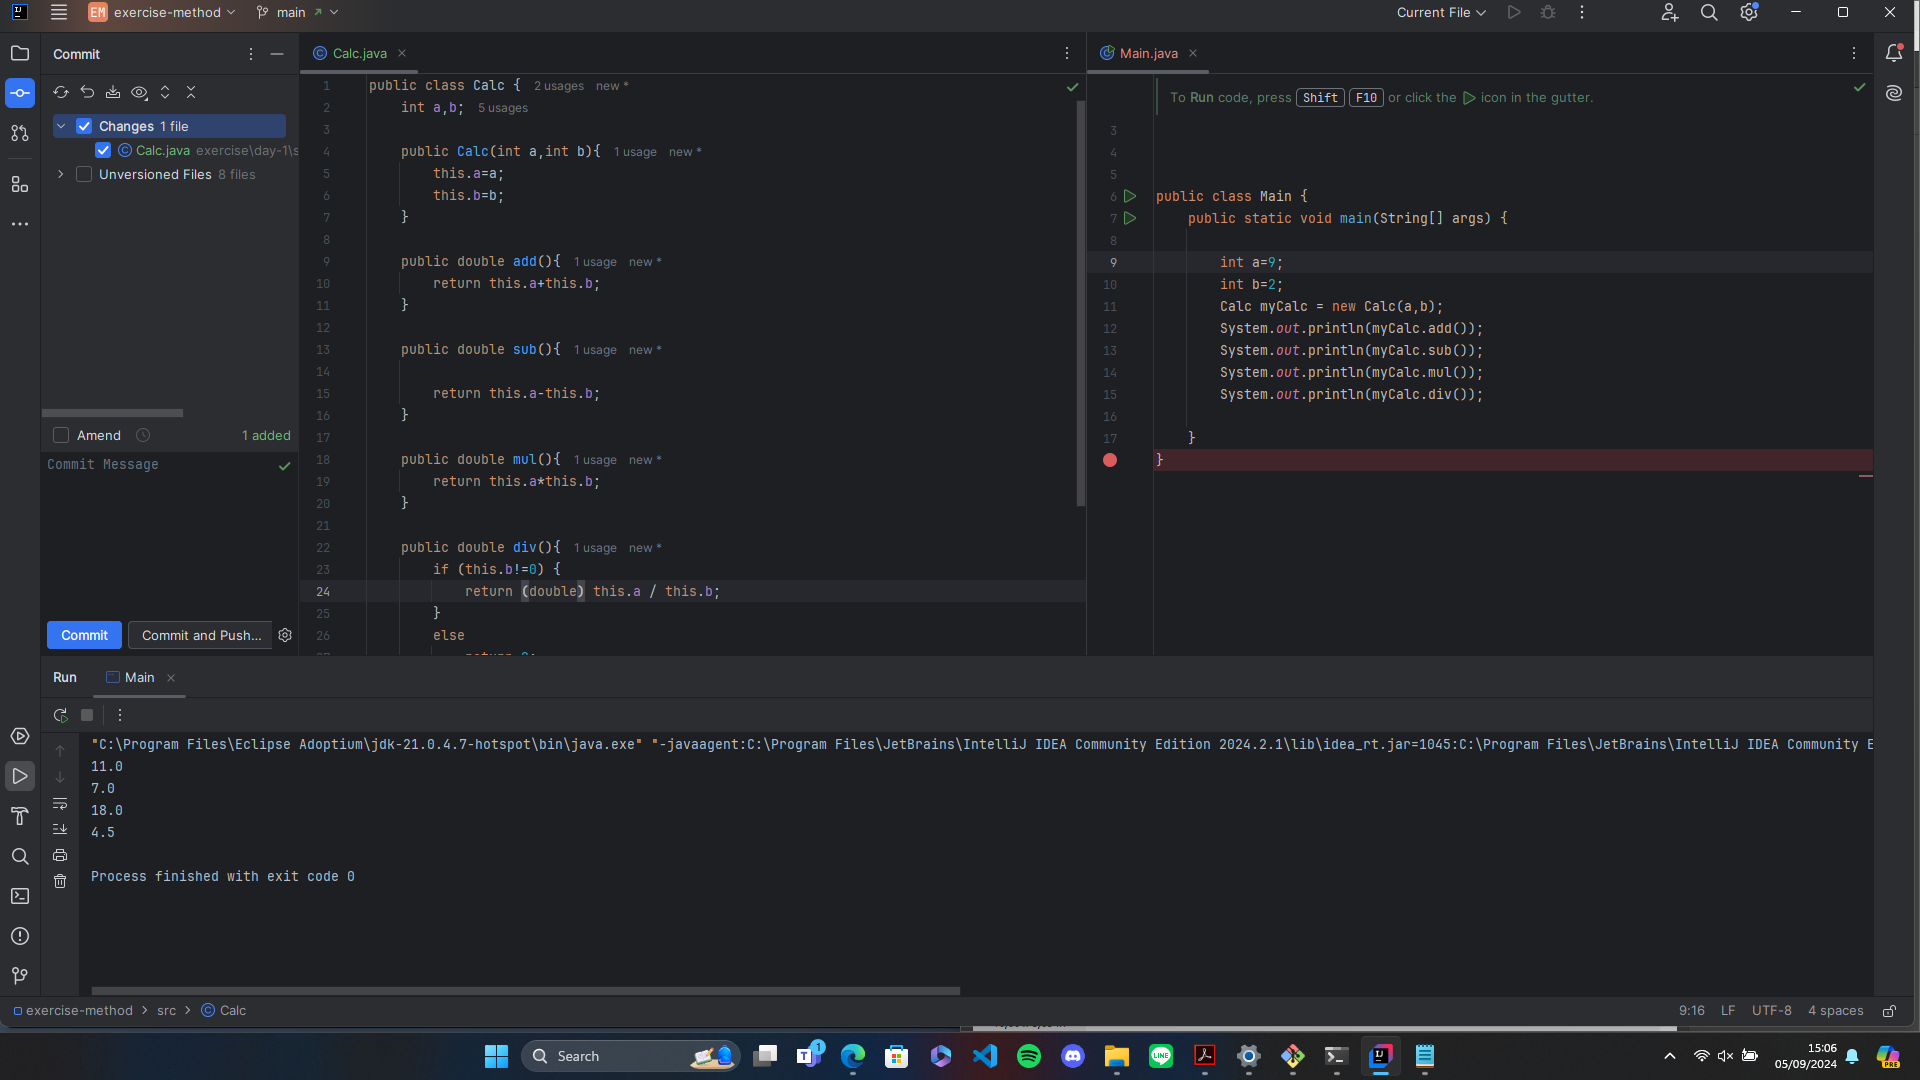 EM exercise-method main Current File
Commit
Changes 1 file
Calc.java exercise\day-1\s
Unversioned Files 8 files
Amend 1 added
Commit Message
Commit Commit and Push...
Calc.java
1 public class Calc { 2 usages new *
2 int a,b; 5 usages
3
4 public Calc(int a,int b){ 1 usage new *
5 this.a=a;
6 this.b=b;
7 }
8
9 public double add(){ 1 usage new *
10 return this.a+this.b;
11 }
12
13 public double sub(){ 1 usage new *
14
15 return this.a-this.b;
16 }
17
18 public double mul(){ 1 usage new *
19 return this.a*this.b;
20 }
21
22 public double div(){ 1 usage new *
23 if (this.b!=0) {
24 return (double) this.a / this.b;
25 }
26 else
Main.java
To Run code, press Shift F10 or click the icon in the gutter.
3
4
5
6 public class Main {
7 public static void main(String[] args) {
8
9 int a=9;
10 int b=2;
11 Calc myCalc = new Calc(a,b);
12 System.out.println(myCalc.add());
13 System.out.println(myCalc.sub());
14 System.out.println(myCalc.mul());
15 System.out.println(myCalc.div());
16
17 }
}
Run Main
"C:\Program Files\Eclipse Adoptium\jdk-21.0.4.7-hotspot\bin\java.exe" "-javaagent:C:\Program Files\JetBrains\IntelliJ IDEA Community Edition 2024.2.1\lib\idea_rt.jar=1045:C:\Program Files\JetBrains\IntelliJ IDEA Community E
11.0
7.0
18.0
4.5
Process finished with exit code 0
exercise-method > src > Calc 9:16 LF UTF-8 4 spaces
Search 1 15:06
05/09/2024